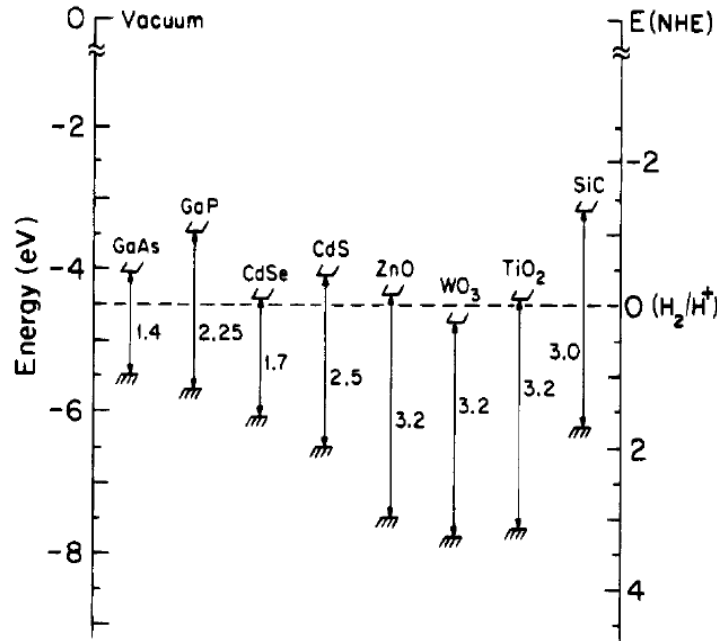 0 Vacuum E (NHE)
-2
-2
SiC
GaP
GaAs CdS
-4 CdSe ZnO WO₃ TiO₂
0 (H₂/H⁺)
1.4 2.25 1.7 2.5 3.2 3.2 3.2 3.0
Energy (eV)
-6
2
-8
4